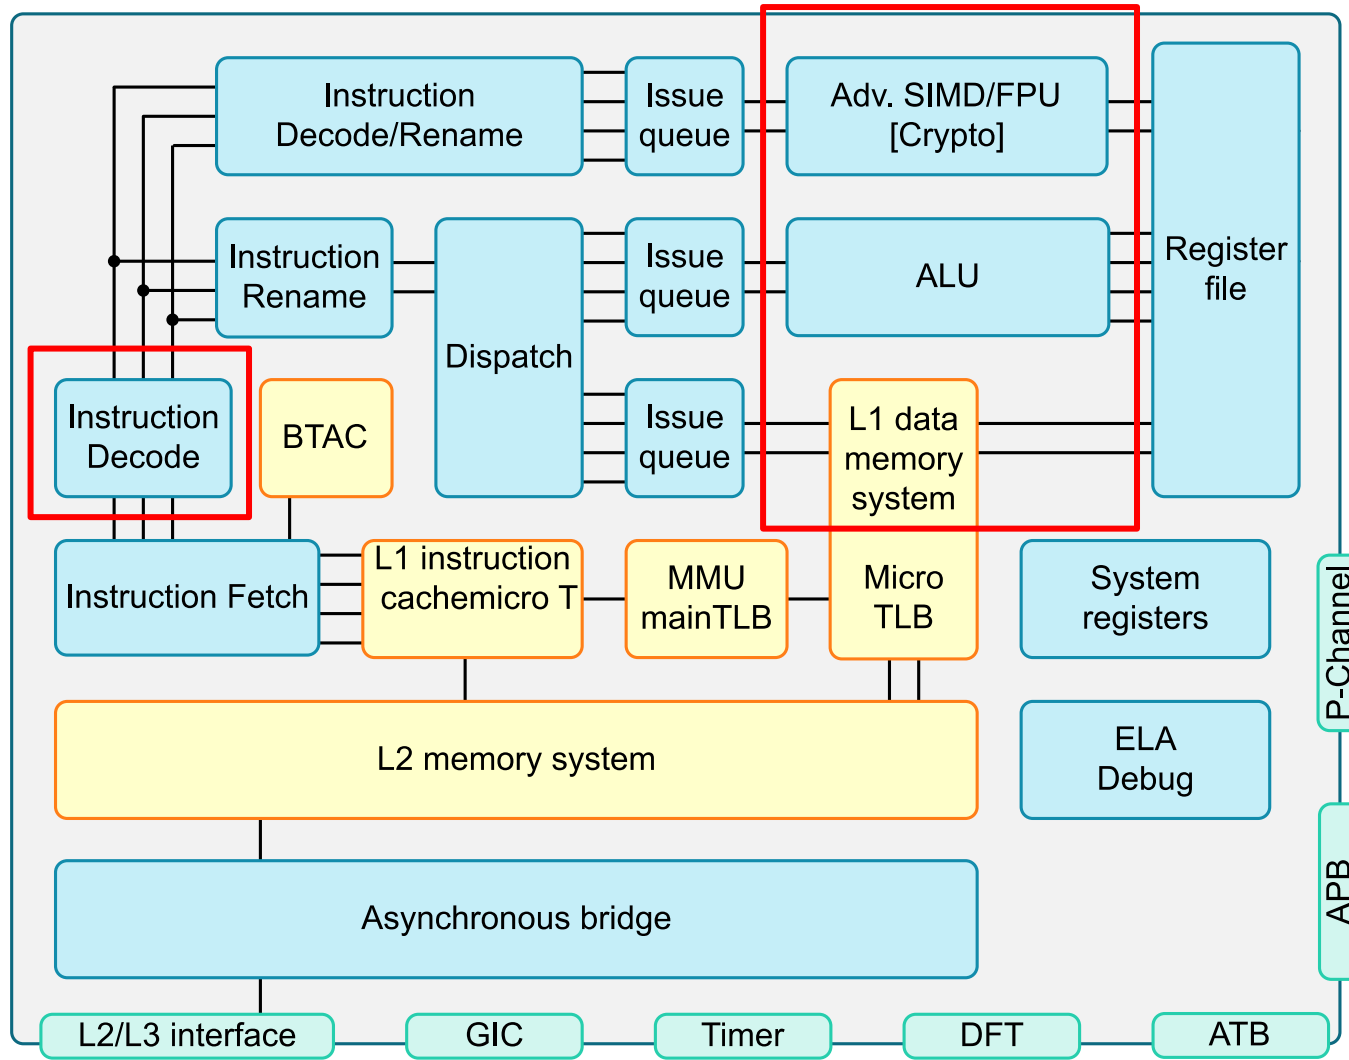 Instruction
Decode/Rename
Issue
queue
Adv. SIMD/FPU
[Crypto]
Instruction
Rename
Dispatch
Issue
queue
ALU
Register
file
Instruction
Decode
BTAC
Issue
queue
L1 data
memory
system
Instruction Fetch
L1 instruction
cachemicro T
MMU
mainTLB
Micro
TLB
System
registers
P-Channel
L2 memory system
ELA
Debug
APB
Asynchronous bridge
L2/L3 interface
GIC
Timer
DFT
ATB